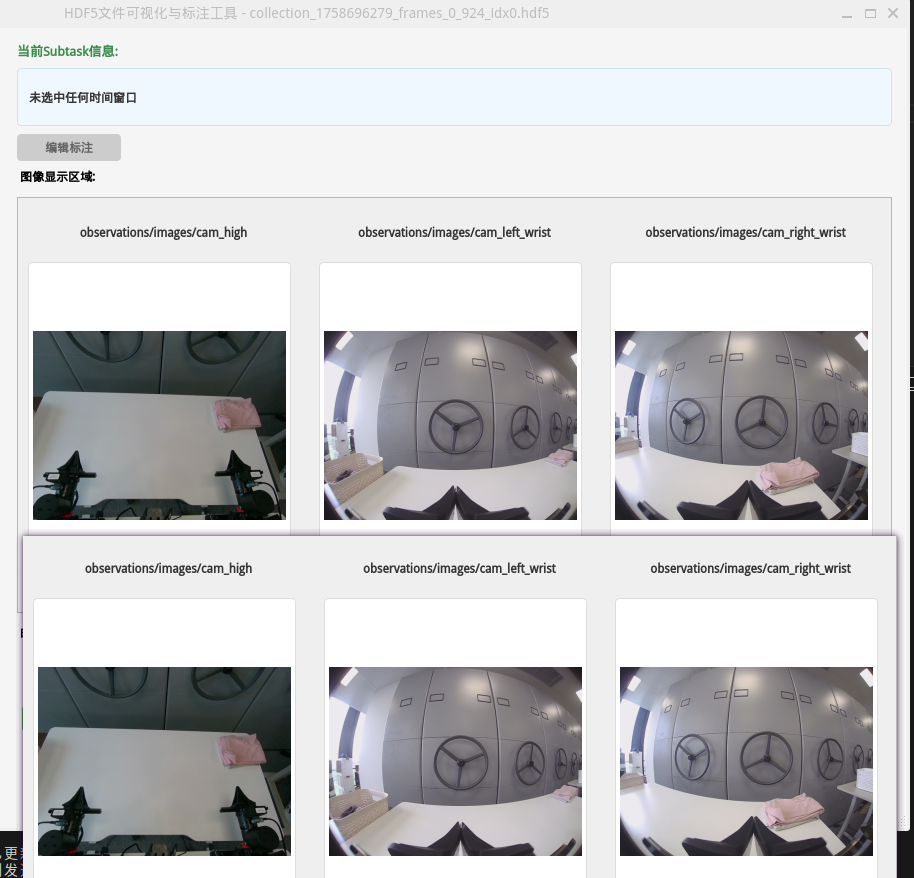 HDF5文件可视化与标注工具 - collection_1758696279_frames_0_924_idx0.hdf5
当前Subtask信息:
未选中任何时间窗口
编辑标注
图像显示区域:
observations/images/cam_high
observations/images/cam_left_wrist
observations/images/cam_right_wrist
observations/images/cam_high
observations/images/cam_left_wrist
observations/images/cam_right_wrist
更
发